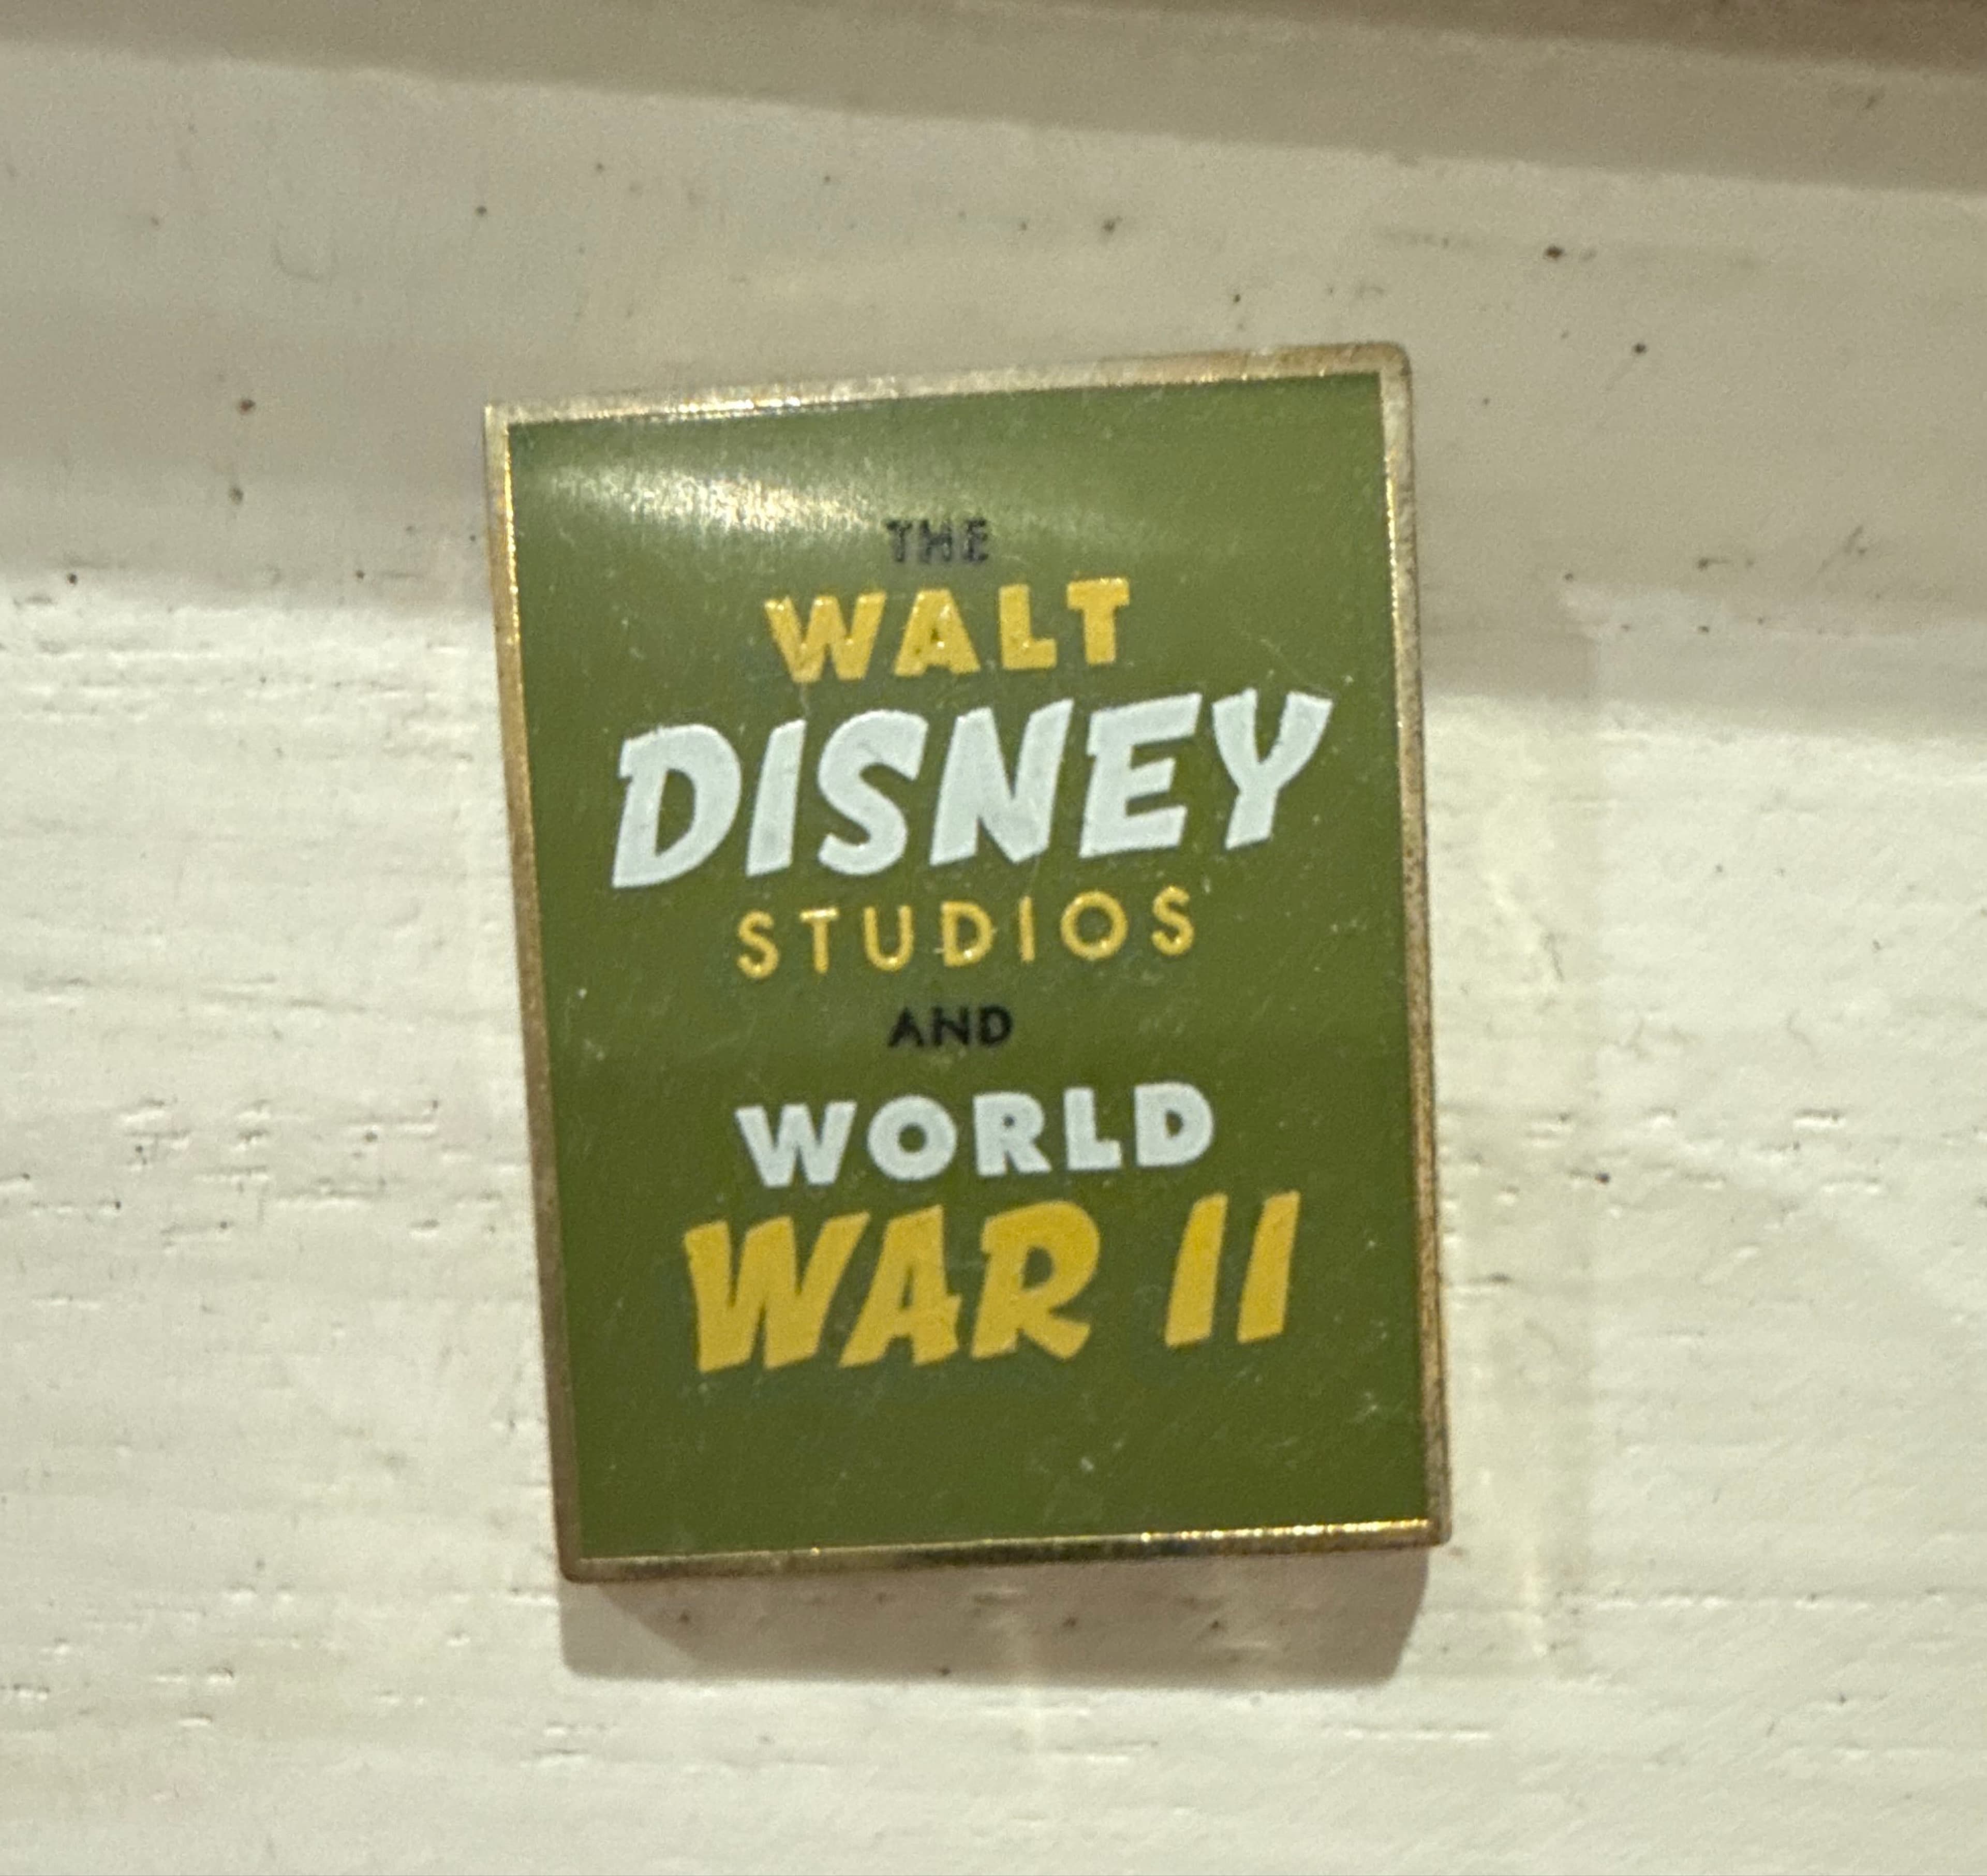 THE
WALT
DISNEY
STUDIOS
AND
WORLD
WAR II